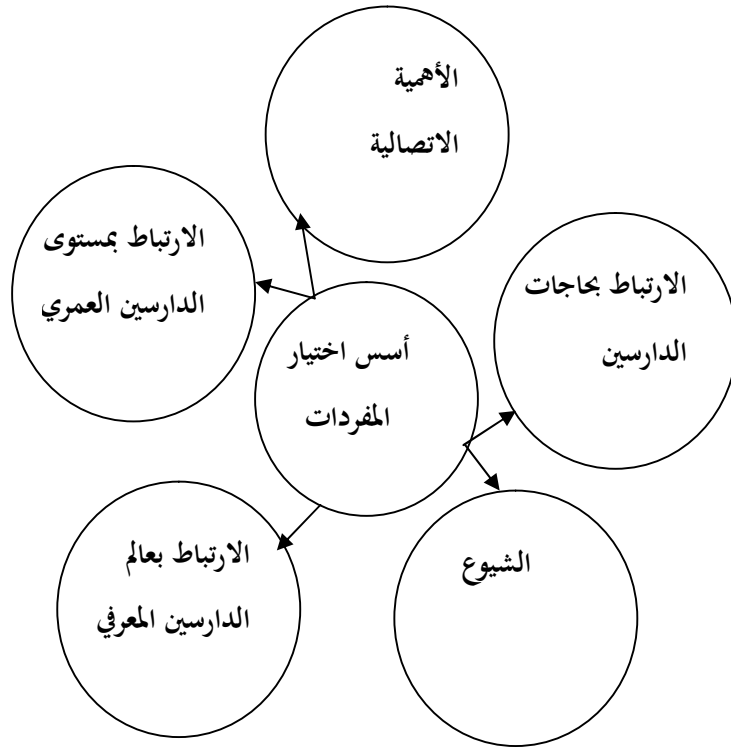 الأهمية
الاتصالية
الارتباط بمستوى
الدارسين العمري
الارتباط بحاجات
الدارسين
أسس اختيار
المفردات
الارتباط بعالم
الدارسين المعرفي
الشيوع